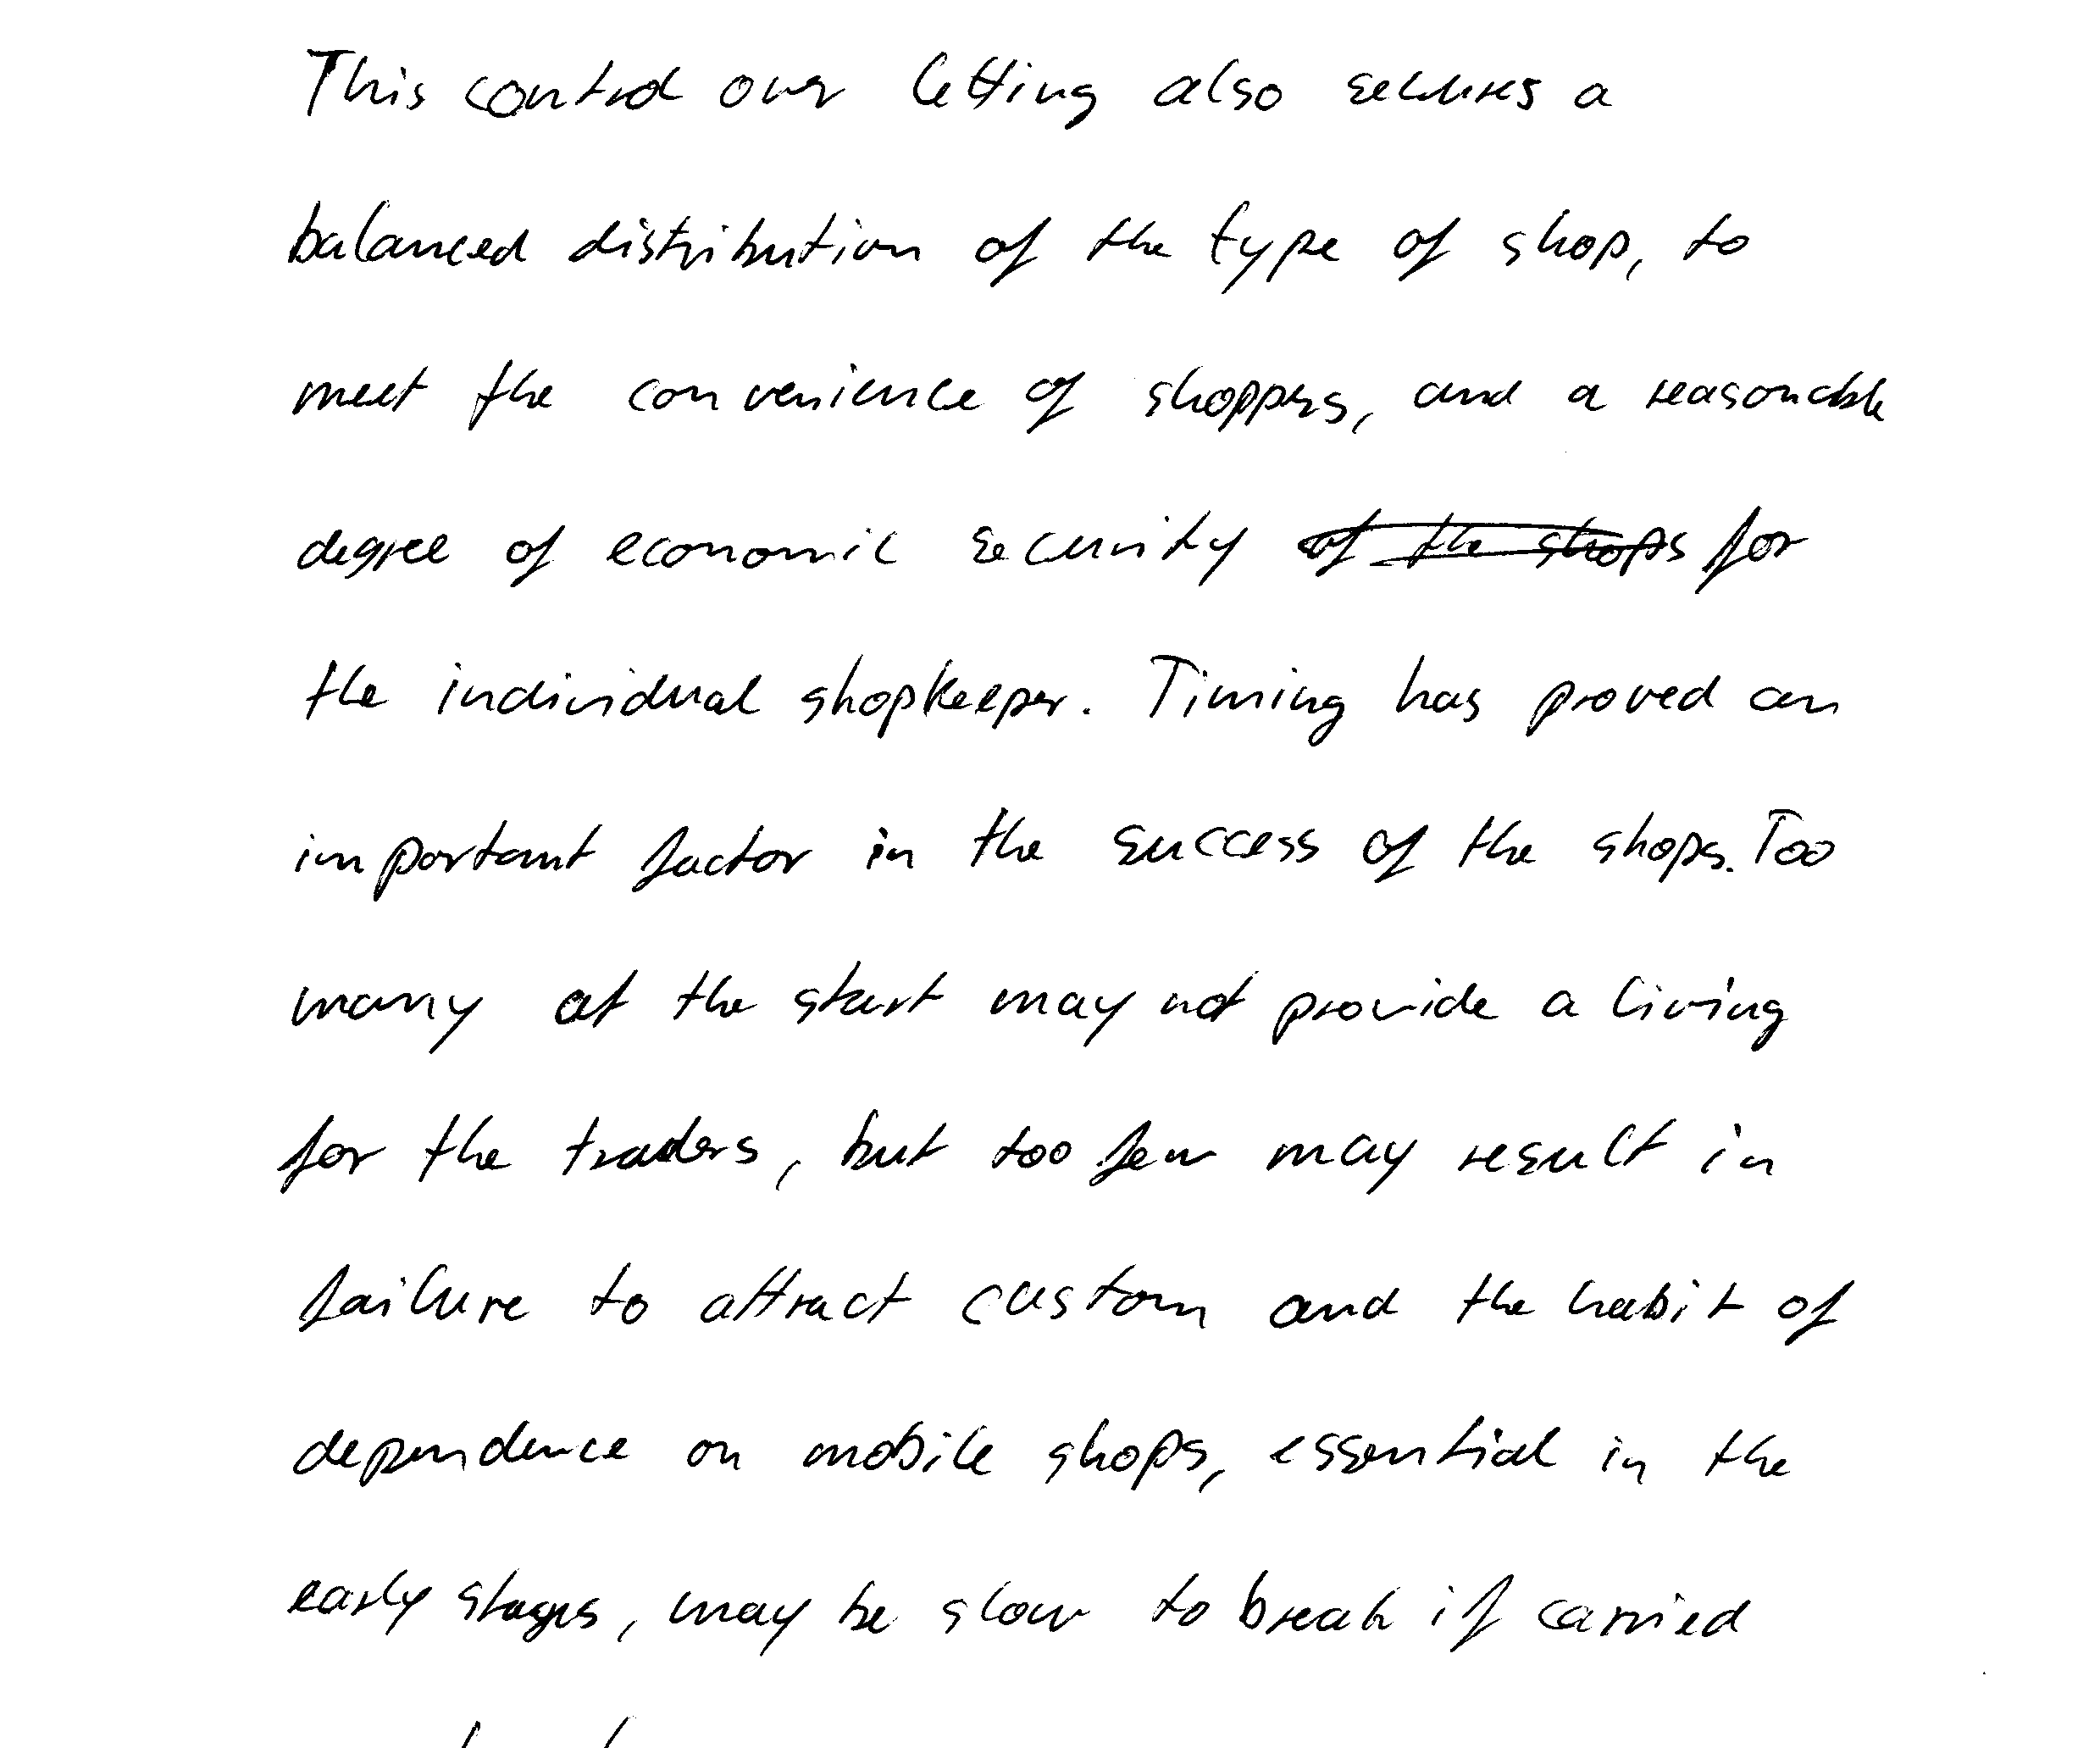 This control over letting also secures a
balanced distribution of the type of shop, to
meet the convenience of shoppers, and a reasonable
degree of economic security of the shops for
the individual shopkeeper. Timing has proved an
important factor in the success of the shops. Too
many at the start may not provide a living
for the traders, but too few may result in
failure to attract custom and the habit of
dependence on mobile shops, essential in the
early stages, may be slow to break if carried